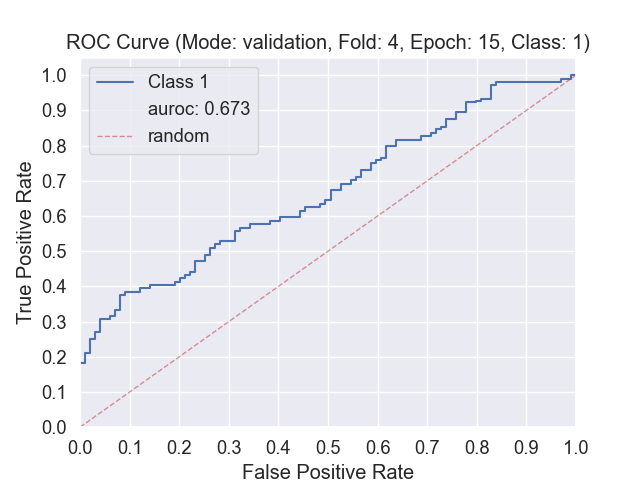 ROC Curve (Mode: validation, Fold: 4, Epoch: 15, Class: 1)
Class 1
auroc: 0.673
random
True Positive Rate
1.0
0.9
0.8
0.7
0.6
0.5
0.4
0.3
0.2
0.1
0.0
0.0 0.1 0.2 0.3 0.4 0.5 0.6 0.7 0.8 0.9 1.0
False Positive Rate